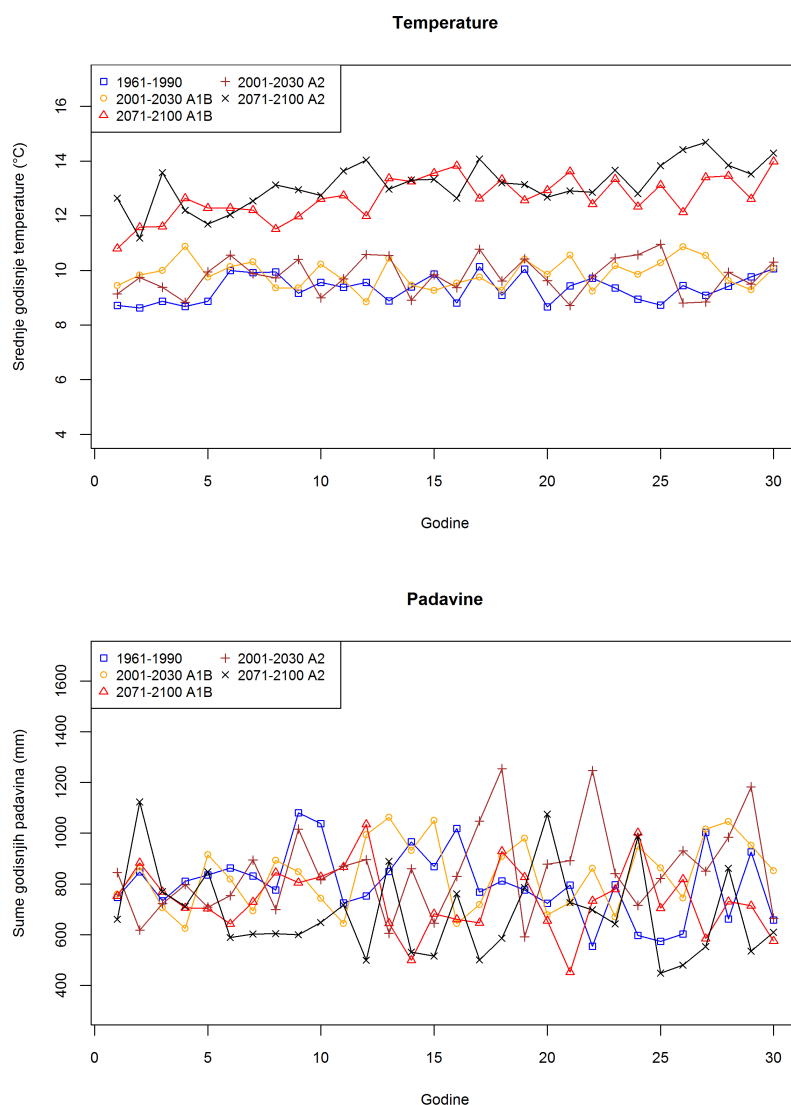 Temperature
1961-1990
2001-2030 A1B
2071-2100 A1B
2001-2030 A2
2071-2100 A2
Srednje godisnje temperature (°C)
16
14
12
10
8
6
4
0 5 10 15 20 25 30
Godine
Padavine
1961-1990
2001-2030 A1B
2071-2100 A1B
2001-2030 A2
2071-2100 A2
Sume godisnjih padavina (mm)
1600
1400
1200
1000
800
600
400
0 5 10 15 20 25 30
Godine